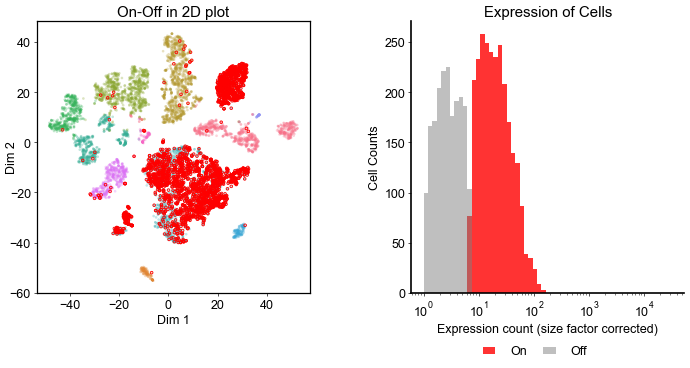 On-Off in 2D plot
Dim 2
40
20
0
−20
−40
−60
−40 −20 0 20 40
Dim 1
Expression of Cells
Cell Counts
250
200
150
100
50
0
10^0 10^1 10^2 10^3 10^4
Expression count (size factor corrected)
On Off